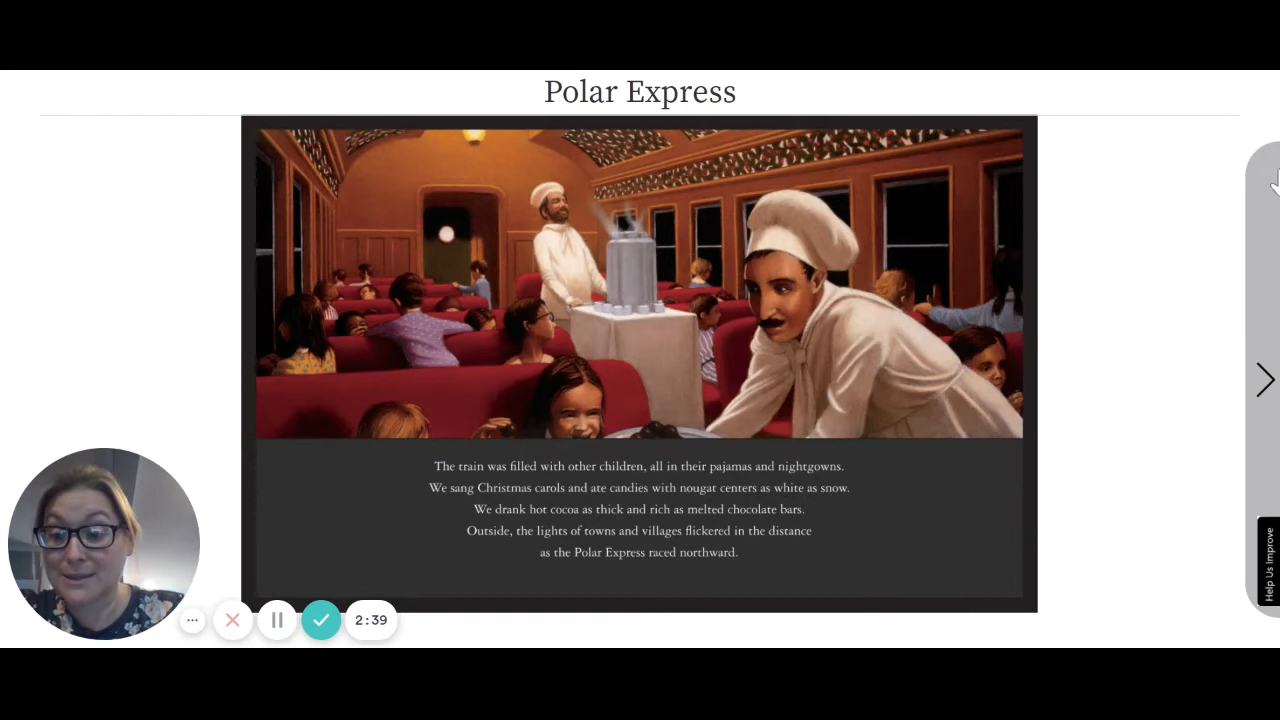 Polar Express
The train was filled with other children, all in their pajamas and nightgowns.
We sang Christmas carols and ate candies with nougat centers as white as snow.
We drank hot cocoa as thick and rich as melted chocolate bars.
Outside, the lights of towns and villages flickered in the distance
as the Polar Express raced northward.
Help Us Improve
2:39